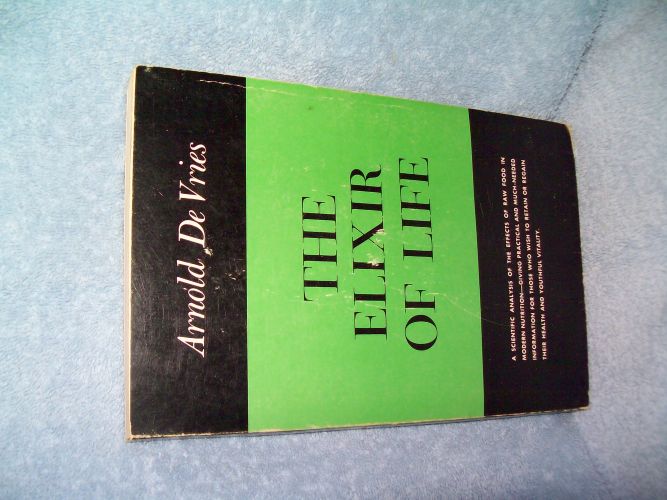 Arnold De Vries
THE
ELIXIR
OF LIFE
A SCIENTIFIC ANALYSIS OF THE EFFECTS OF RAW FOOD IN
MODERN NUTRITION—GIVING PRACTICAL AND MUCH-NEEDED
INFORMATION FOR THOSE WHO WISH TO RETAIN OR REGAIN
THEIR HEALTH AND YOUTHFUL VITALITY.